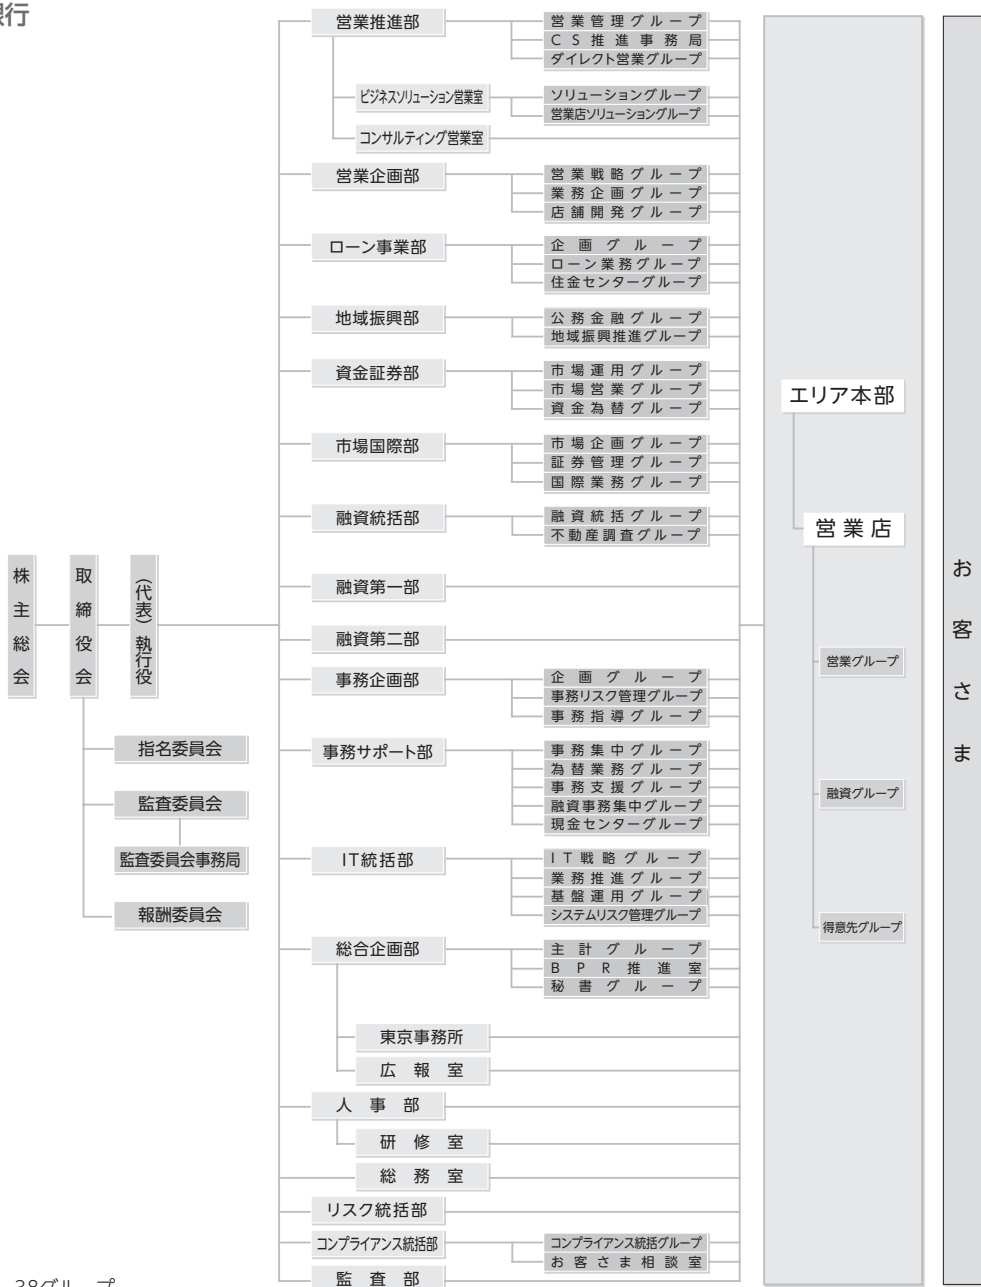 銀行
株主総会
取締役会
（代表）執行役
指名委員会
監査委員会
監査委員会事務局
報酬委員会
営業推進部
営業管理グループ
CS推進事務局
ダイレクト営業グループ
ビジネスソリューション営業室
ソリューショングループ
営業店ソリューショングループ
コンサルティング営業室
営業企画部
営業戦略グループ
業務企画グループ
店舗開発グループ
ローン事業部
企画グループ
ローン業務グループ
住金センターグループ
地域振興部
公務金融グループ
地域振興推進グループ
資金証券部
市場運用グループ
市場営業グループ
資金為替グループ
市場国際部
市場企画グループ
証券管理グループ
国際業務グループ
融資統括部
融資統括グループ
不動産調査グループ
融資第一部
融資第二部
事務企画部
企画グループ
事務リスク管理グループ
事務指導グループ
事務サポート部
事務集中グループ
為替業務グループ
事務支援グループ
融資事務集中グループ
現金センターグループ
IT統括部
IT戦略グループ
業務推進グループ
基盤運用グループ
システムリスク管理グループ
総合企画部
主計グループ
BPR推進室
秘書グループ
東京事務所
広報室
人事部
研修室
総務室
リスク統括部
コンプライアンス統括部
コンプライアンス統括グループ
お客さま相談室
監査部
エリア本部
営業店
営業グループ
融資グループ
得意先グループ
お客さま
38グループ